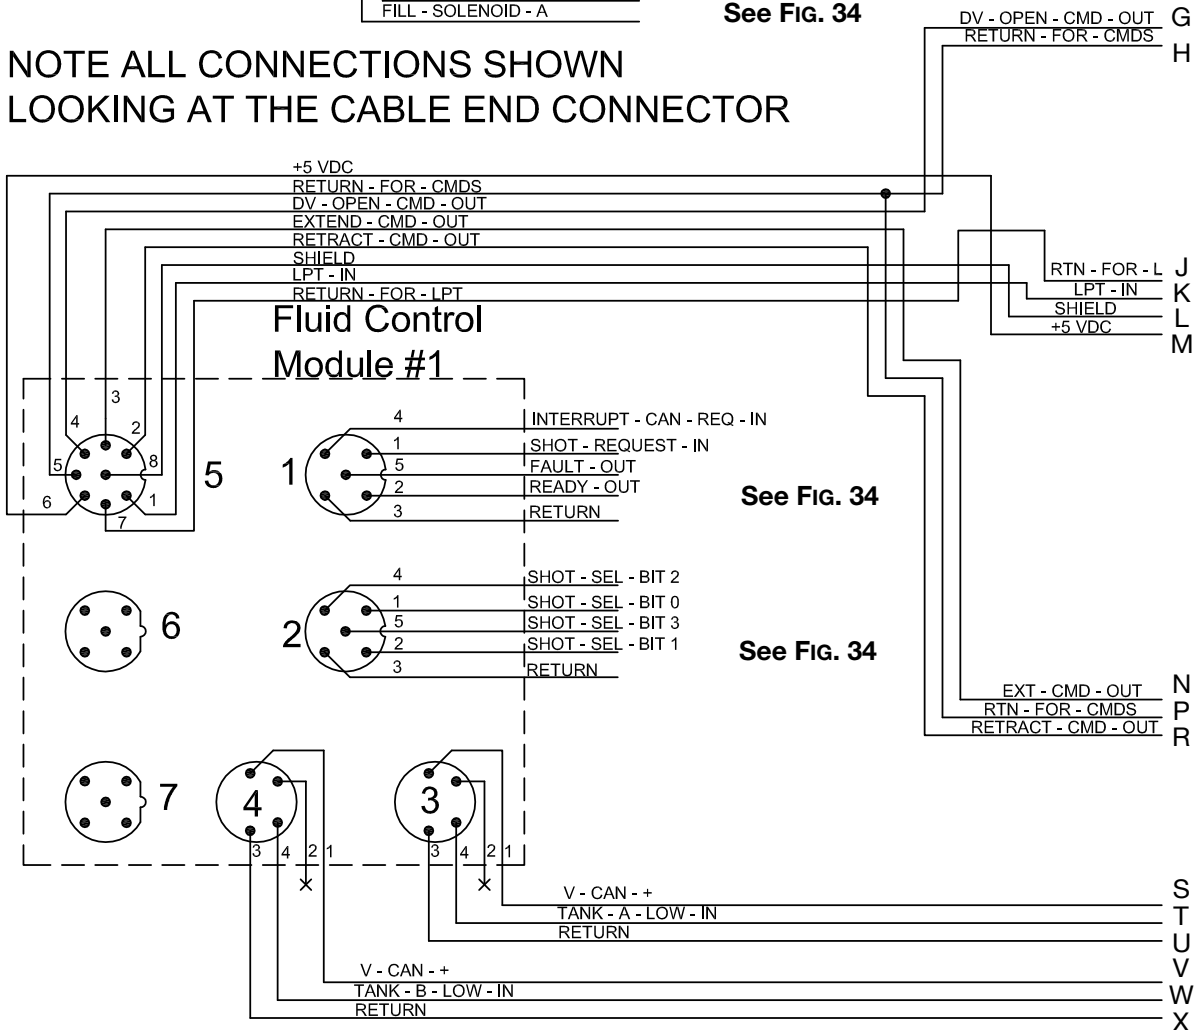 FILL - SOLENOID - A
See FIG. 34
DV - OPEN - CMD - OUT G
RETURN - FOR - CMDS H
NOTE ALL CONNECTIONS SHOWN
LOOKING AT THE CABLE END CONNECTOR
+5 VDC
RETURN - FOR - CMDS
DV - OPEN - CMD - OUT
EXTEND - CMD - OUT
RETRACT - CMD - OUT
SHIELD
LPT - IN
RETURN - FOR - LPT
RTN - FOR - L J
LPT - IN K
SHIELD L
+5 VDC M
Fluid Control
Module #1
3
4 2
5 8
6 1
7
5
1
4 INTERRUPT - CAN - REQ - IN
1 SHOT - REQUEST - IN
5 FAULT - OUT
2 READY - OUT
3 RETURN
See FIG. 34
6
2
4 SHOT - SEL - BIT 2
1 SHOT - SEL - BIT 0
5 SHOT - SEL - BIT 3
2 SHOT - SEL - BIT 1
3 RETURN
See FIG. 34
EXT - CMD - OUT N
RTN - FOR - CMDS P
RETRACT - CMD - OUT R
7
4
3
3 4 2 1
3 4 2 1
V - CAN - + S
TANK - A - LOW - IN T
RETURN U
V - CAN - + V
TANK - B - LOW - IN W
RETURN X